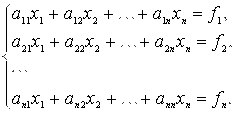 a₁₁x₁ + a₁₂x₂ + ... + a₁ₙxₙ = f₁,
a₂₁x₁ + a₂₂x₂ + ... + a₂ₙxₙ = f₂.
...
aₙ₁x₁ + aₙ₂x₂ + ... + aₙₙxₙ = fₙ.